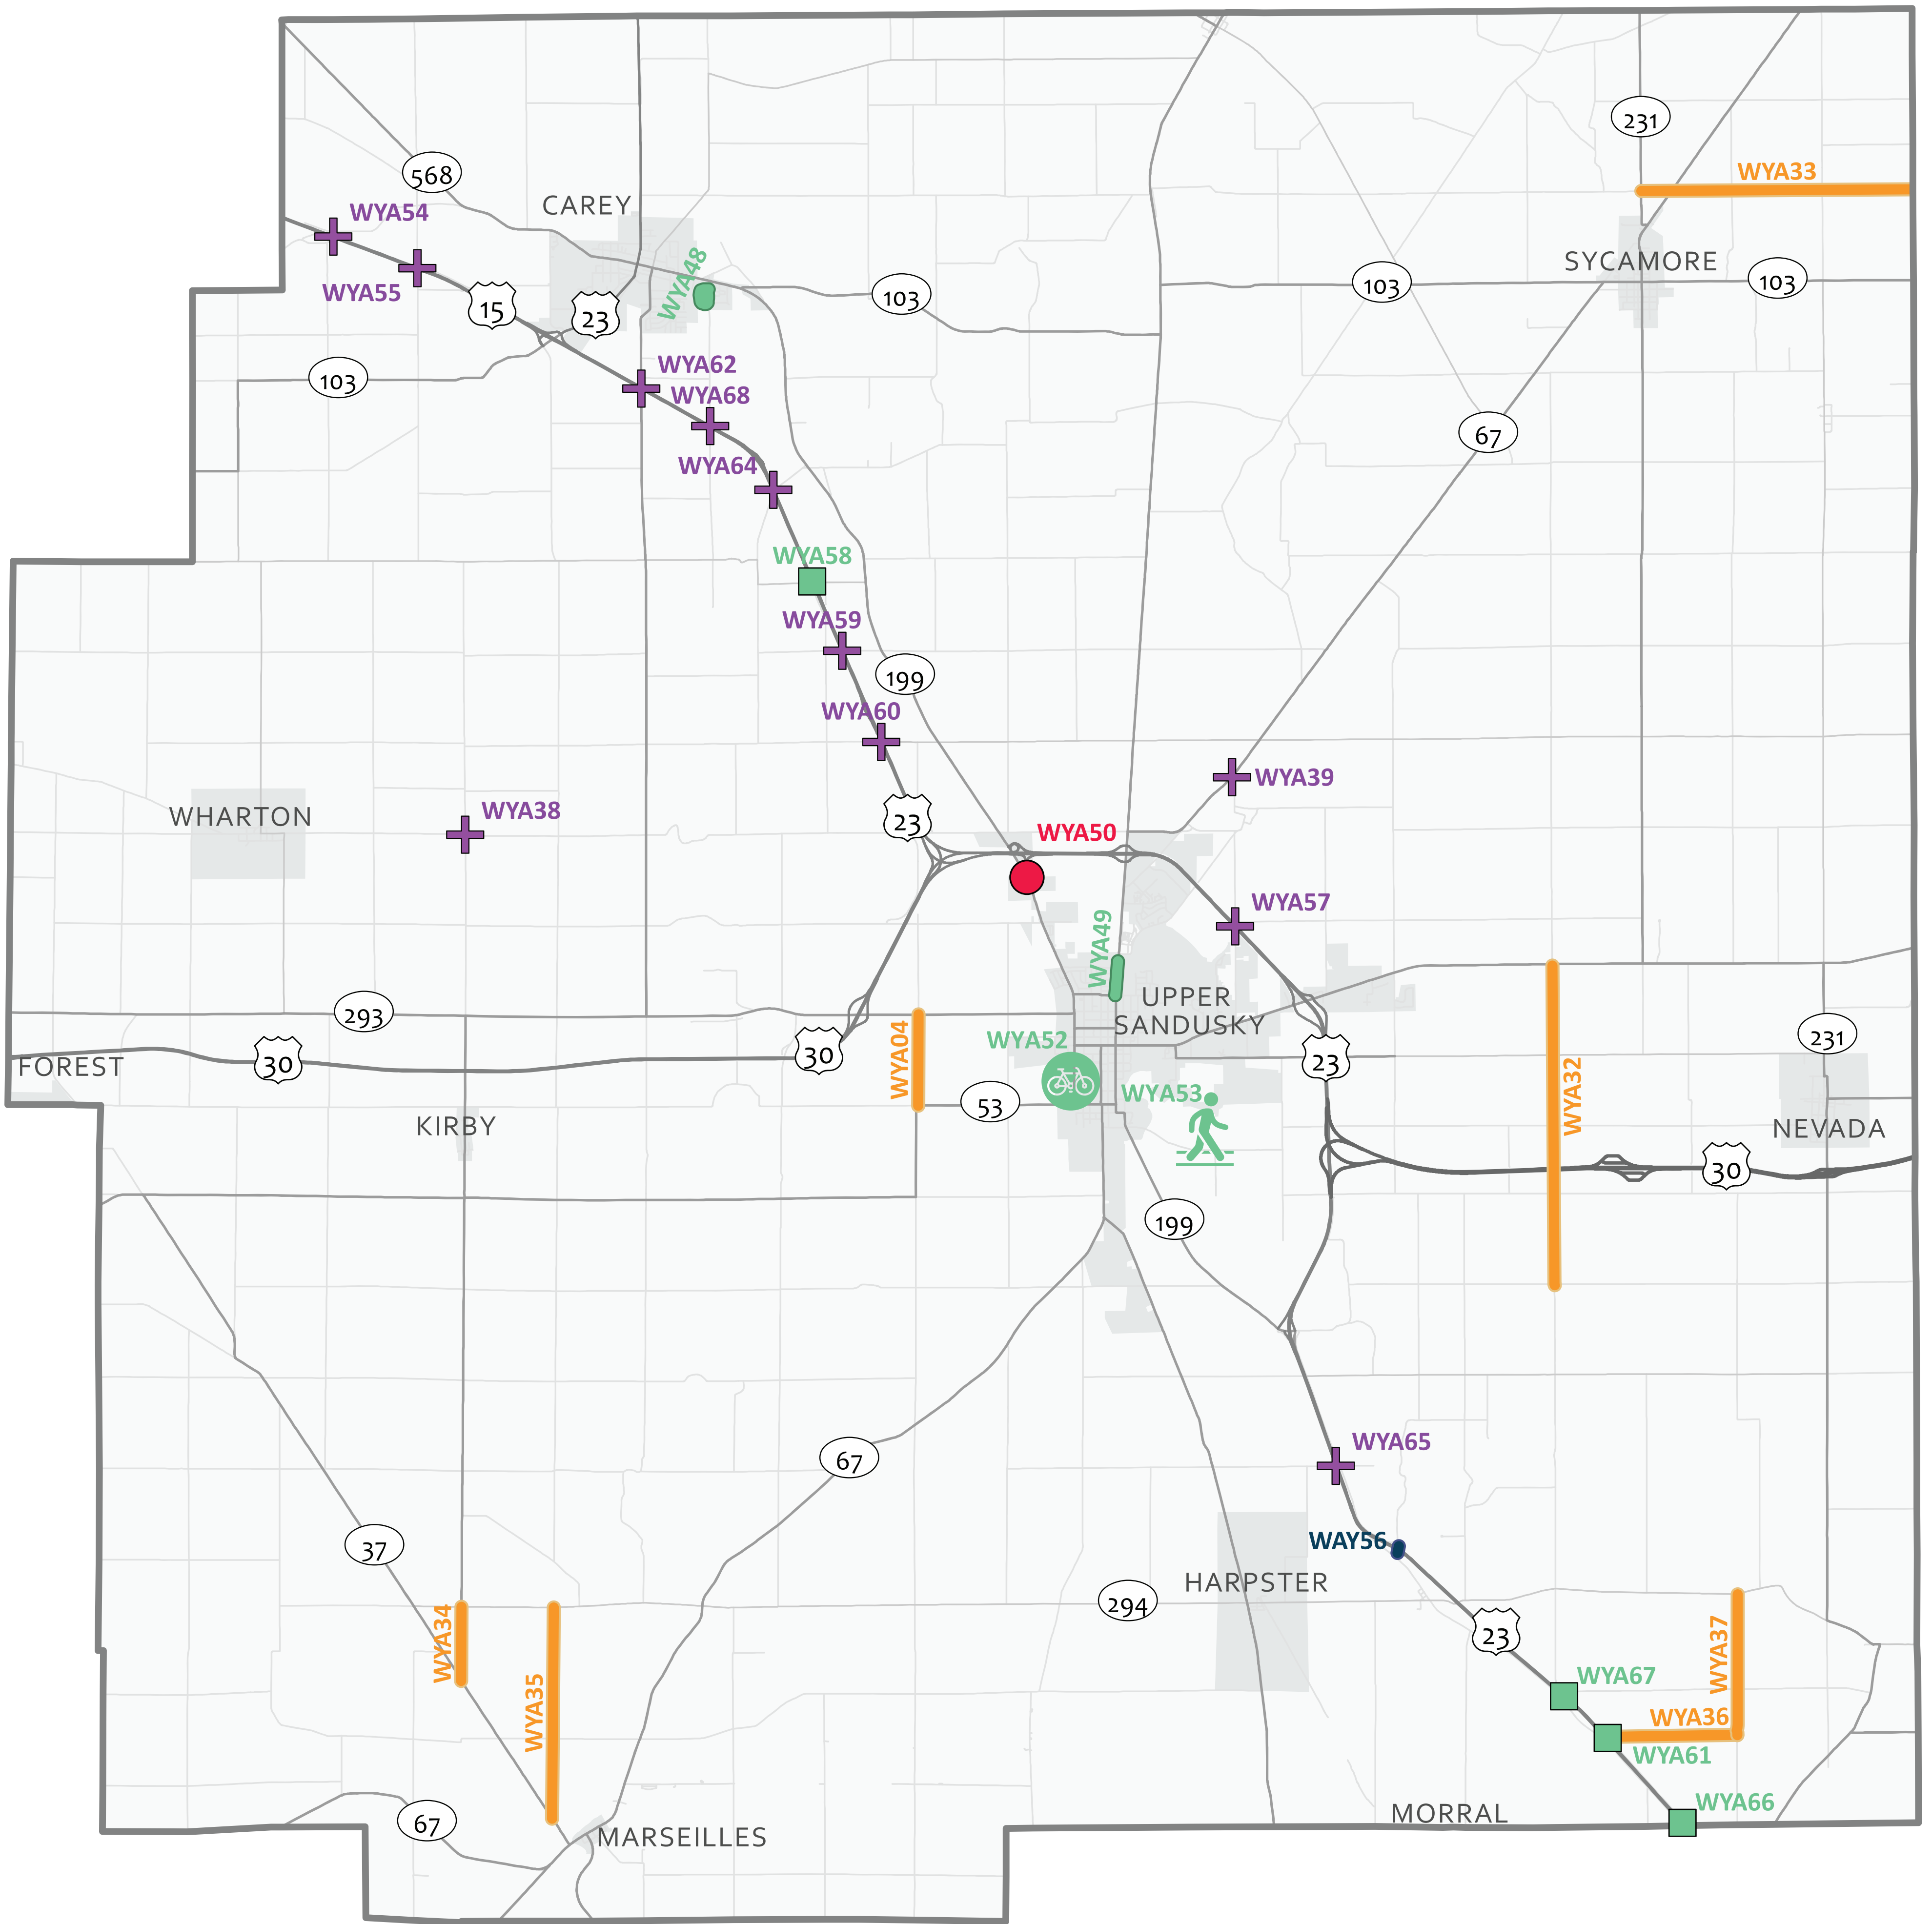 231
WYA33
568
CAREY
WYA54
SYCAMORE
WYA48
WYA55
103
103
103
15
23
WYA62
103
WYA68
67
WYA64
WYA58
WYA59
199
WYA60
WYA39
WHARTON
WYA38
23
WYA50
WYA57
WYA49
UPPER
SANDUSKY
293
WYA04
WYA52
231
FOREST
30
30
23
WYA32
WYA53
53
KIRBY
NEVADA
30
199
WYA65
67
37
WAY56
HARPSTER
294
WYA34
23
WYA37
WYA35
WYA67
WYA36
WYA61
WYA66
67
MORRAL
MARSEILLES